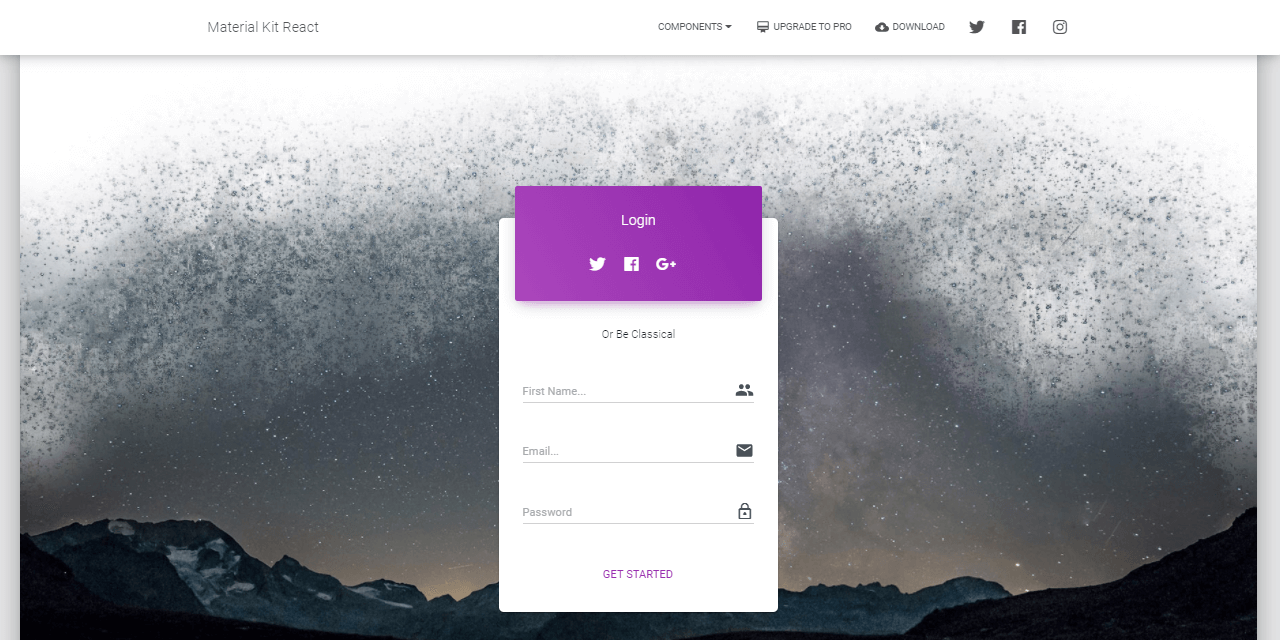 Material Kit React
COMPONENTS
UPGRADE TO PRO
DOWNLOAD
Login
Or Be Classical
First Name...
Email...
Password
GET STARTED